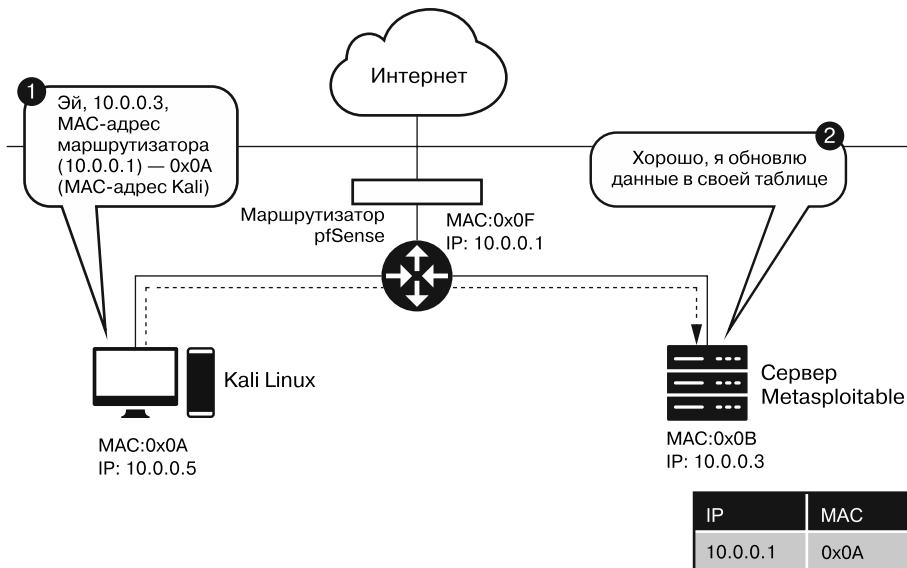 Интернет
1
Эй, 10.0.0.3,
MAC-адрес
маршрутизатора
(10.0.0.1) — 0x0A
(MAC-адрес Kali)
2
Хорошо, я обновлю
данные в своей таблице
Маршрутизатор
pfSense
MAC:0x0F
IP: 10.0.0.1
Kali Linux
MAC:0x0A
IP: 10.0.0.5
Сервер
Metasploitable
MAC:0x0B
IP: 10.0.0.3
IP MAC
10.0.0.1 0x0A